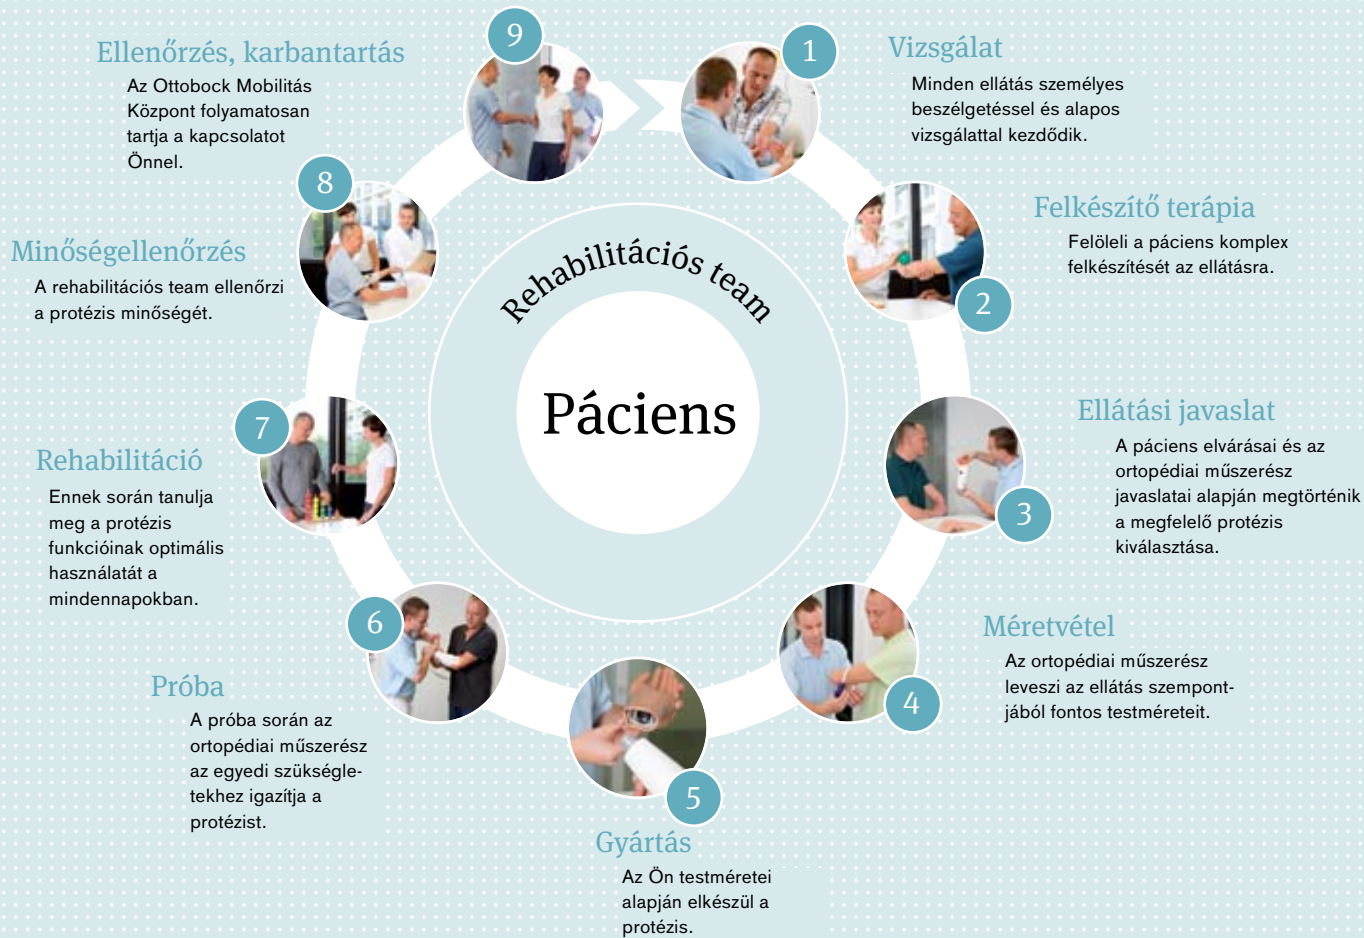 1
Vizsgálat
Minden ellátás személyes
beszélgetéssel és alapos
vizsgálattal kezdődik.
2
Felkészítő terápia
Felöleli a páciens komplex
felkészítését az ellátásra.
3
Ellátási javaslat
A páciens elvárásai és az
ortopédiai műszerész
javaslatai alapján megtörténik
a megfelelő protézis
kiválasztása.
4
Méretvétel
Az ortopédiai műszerész
leveszi az ellátás szempont-
jából fontos testméreteit.
5
Gyártás
Az Ön testméretei
alapján elkészül a
protézis.
6
Próba
A próba során az
ortopédiai műszerész
az egyedi szükségle-
tekhez igazítja a
protézist.
7
Rehabilitáció
Ennek során tanulja
meg a protézis
funkcióinak optimális
használatát a
mindennapokban.
8
Minőségellenőrzés
A rehabilitációs team ellenőrzi
a protézis minőségét.
9
Ellenőrzés, karbantartás
Az Ottobock Mobilitás
Központ folyamatosan
tartja a kapcsolatot
Önnel.
Rehabilitációs team
Páciens